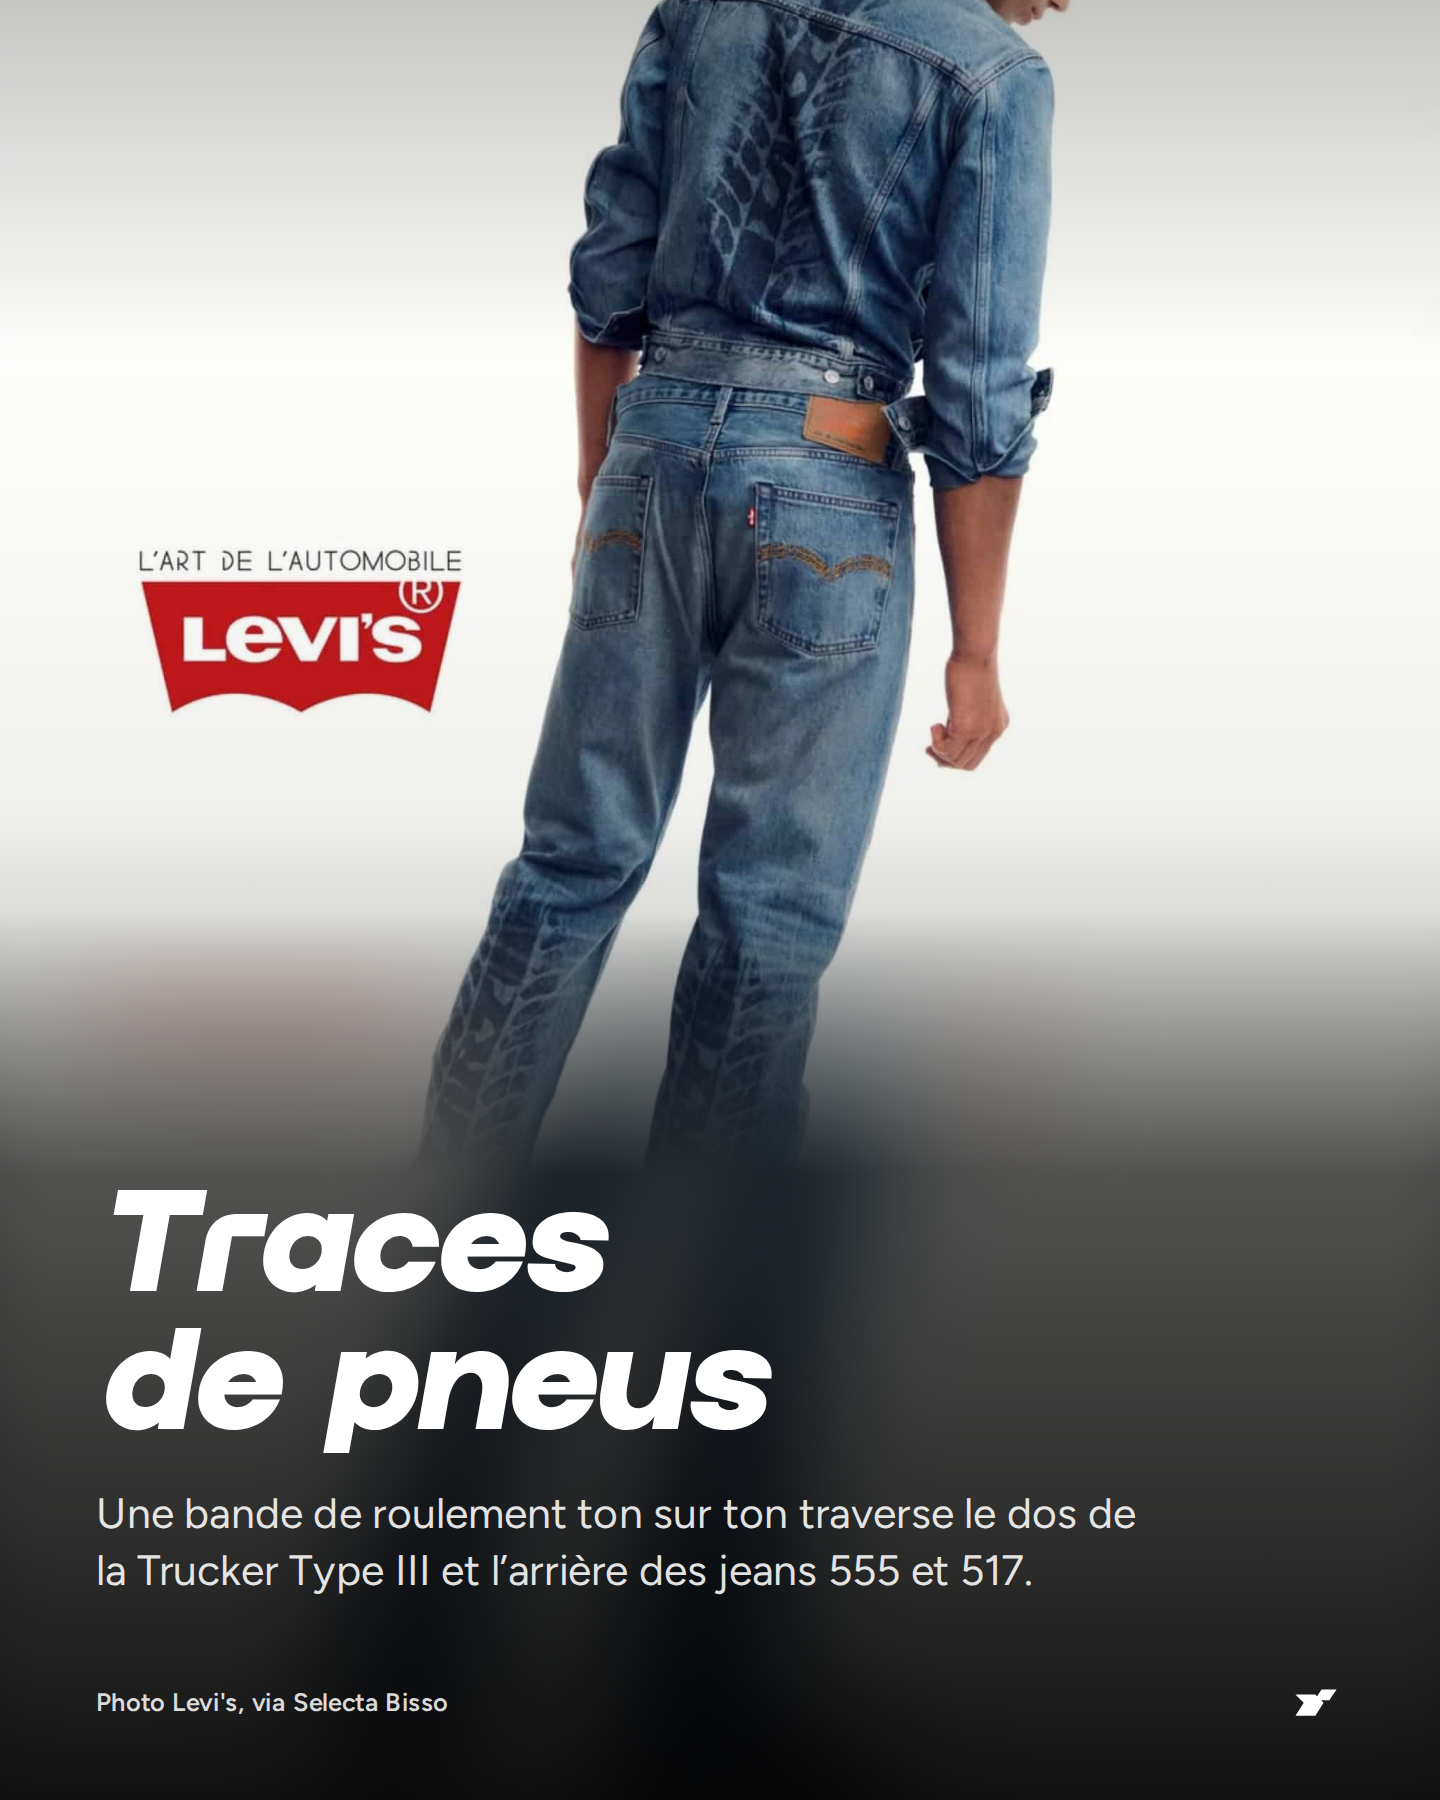 L'ART DE L'AUTOMOBILE
LEVI'S®
Traces
de pneus
Une bande de roulement ton sur ton traverse le dos de
la Trucker Type III et l’arrière des jeans 555 et 517.
Photo Levi's, via Selecta Bisso